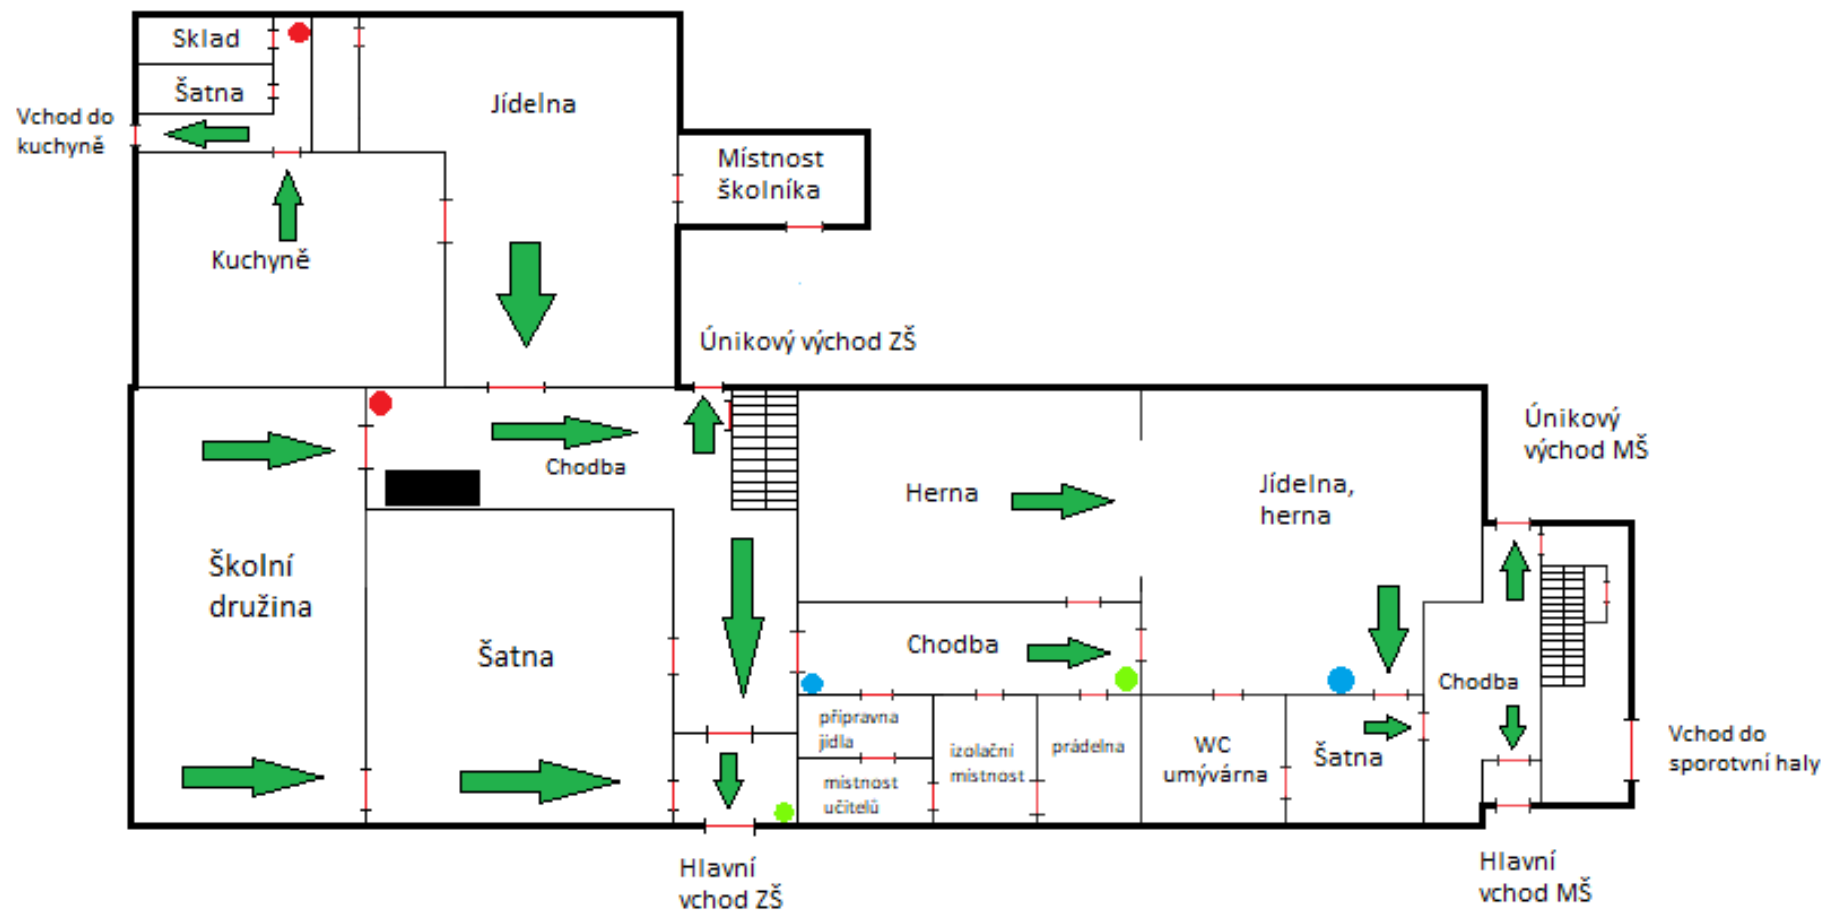 Sklad
Šatna
Jídelna
Vchod do
kuchyně
Místnost
školníka
Kuchyně
Únikový východ ZŠ
Únikový
východ MŠ
Chodba
Herna
Jídelna,
herna
Školní
družina
Šatna
Chodba
Chodba
připravna
jídla
izolační
místnost
prádelna
WC
umývárna
Šatna
místnost
učitelů
Vchod do
sporotvní haly
Hlavní
vchod ZŠ
Hlavní
vchod MŠ